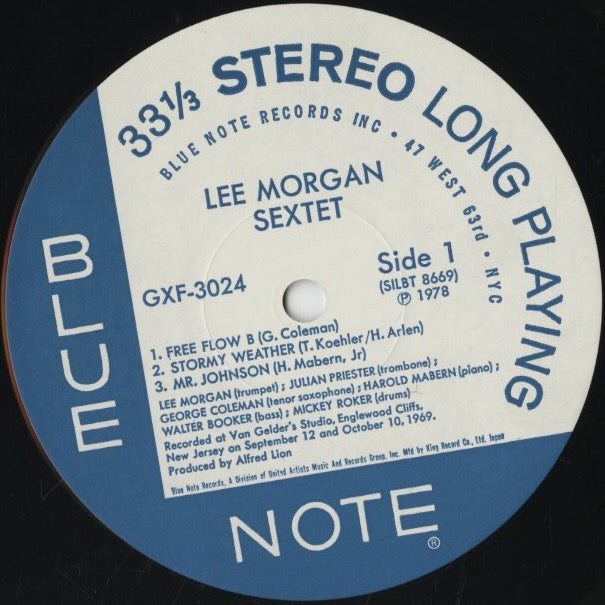 33⅓ STEREO LONG PLAYING
BLUE NOTE RECORDS INC • 47 WEST 63rd • NYC
LEE MORGAN
SEXTET
GXF-3024
Side 1
(SILBT 8669)
Ⓟ 1978
1. FREE FLOW B (G. Coleman)
2. STORMY WEATHER (T. Koehler/H. Arlen)
3. MR. JOHNSON (H. Mabern, Jr)
LEE MORGAN (trumpet) ; JULIAN PRIESTER (trombone) ;
GEORGE COLEMAN (tenor saxophone) ; HAROLD MABERN (piano) ;
WALTER BOOKER (bass) ; MICKEY ROKER (drums)
Recorded at Van Gelder's Studio, Englewood Cliffs,
New Jersey on September 12 and October 10, 1969.
Produced by Alfred Lion
Blue Note Records, A Division of United Artists Music And Records Group, Inc. Mfd by King Record Co., Ltd. Japan
BLUE
NOTE®